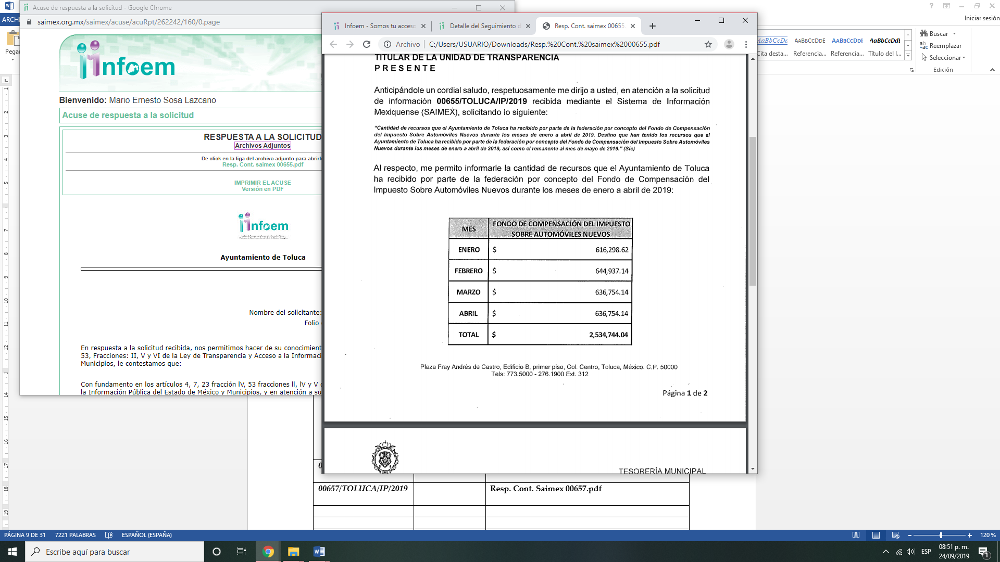 Acuse de respuesta a la solicitud - Google Chrome
saimex.org.mx/saimex/acuse/acuRpt/262242/160/0.page
infoem
Bienvenido: Mario Ernesto Sosa Lazcano
Acuse de respuesta a la solicitud
RESPUESTA A LA SOLICITUD
Archivos Adjuntos
De click en la liga del archivo adjunto para abrirlo
Resp. Cont. saimex 00655.pdf
IMPRIMIR EL ACUSE
Versión en PDF
infoem
Ayuntamiento de Toluca
Nombre del solicitante:
Folio
En respuesta a la solicitud recibida, nos permitimos hacer de su conocimient
53, Fracciones: II, V y VI de la Ley de Transparencia y Acceso a la Informaci
Municipios, le contestamos que:
Con fundamento en los artículos 4, 7, 23 fracción lV, 53 fracciones ll, lV y V
la Información Pública del Estado de México y Municipios, y en atención a su
Infoem - Somos tu acceso
Detalle del Seguimiento d
Resp. Cont. saimex 00655
Archivo
C:/Users/USUARIO/Downloads/Resp.%20Cont.%20saimex%2000655.pdf
TITULAR DE LA UNIDAD DE TRANSPARENCIA
P R E S E N T E
Anticipándole un cordial saludo, respetuosamente me dirijo a usted, en atención a la solicitud
de información 00655/TOLUCA/IP/2019 recibida mediante el Sistema de Información
Mexiquense (SAIMEX), solicitando lo siguiente:
“Cantidad de recursos que el Ayuntamiento de Toluca ha recibido por parte de la federación por concepto del Fondo de Compensación
del Impuesto Sobre Automóviles Nuevos durante los meses de enero a abril de 2019. Destino que han tenido los recursos que el
Ayuntamiento de Toluca ha recibido por parte de la federación por concepto del Fondo de Compensación del Impuesto Sobre Automóviles
Nuevos durante los meses de enero a abril de 2019, así como el remanente al mes de mayo de 2019.” (Sic)
Al respecto, me permito informarle la cantidad de recursos que el Ayuntamiento de Toluca
ha recibido por parte de la federación por concepto del Fondo de Compensación del
Impuesto Sobre Automóviles Nuevos durante los meses de enero a abril de 2019:
MES FONDO DE COMPENSACIÓN DEL IMPUESTO
SOBRE AUTOMÓVILES NUEVOS
ENERO $ 616,298.62
FEBRERO $ 644,937.14
MARZO $ 636,754.14
ABRIL $ 636,754.14
TOTAL $ 2,534,744.04
Plaza Fray Andrés de Castro, Edificio B, primer piso, Col. Centro, Toluca, México. C.P. 50000
Tels: 773.5000 - 276.1900 Ext. 312
Página 1 de 2
TESORERÍA MUNICIPAL
ARCHI
Pegar
Iniciar sesión
AaBbCcDc AABBCCDDE AABBCCDDE AaBbCcDdE
Cita desta... Referencia... Referencia... Título del l...
Buscar
Reemplazar
Seleccionar
Edición
00657/TOLUCA/IP/2019 Resp. Cont. Saimex 00657.pdf
PÁGINA 9 DE 31 7221 PALABRAS ESPAÑOL (ESPAÑA) 120 %
Escribe aquí para buscar
ESP
08:51 p. m.
24/09/2019
1